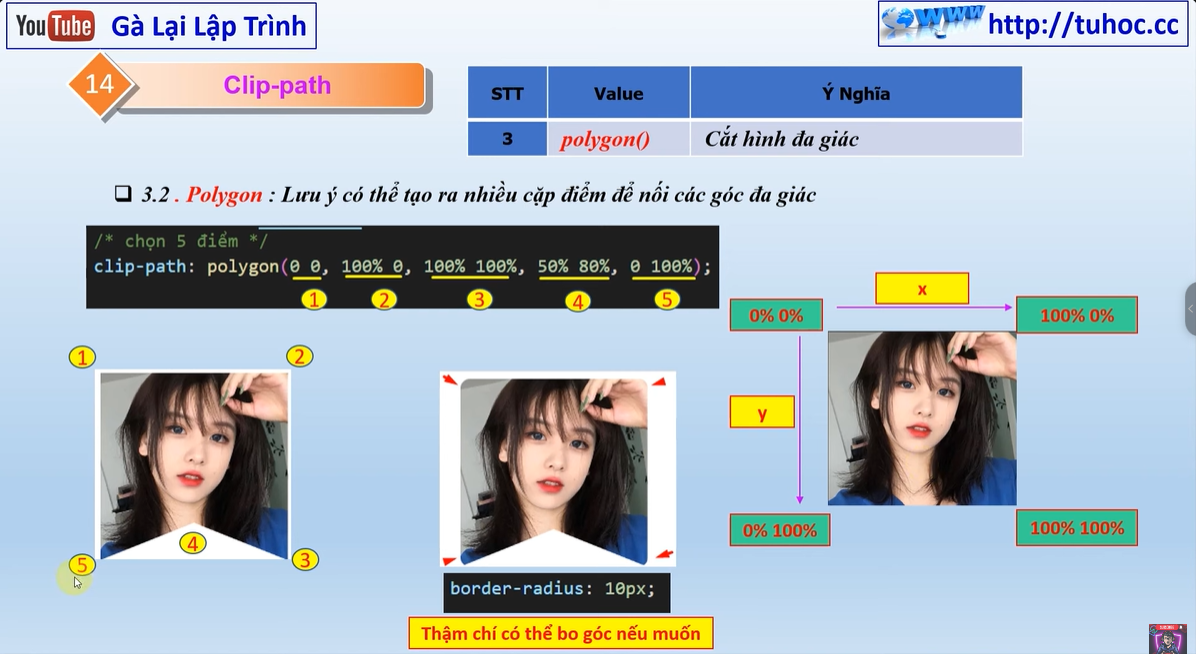 YouTube Gà Lại Lập Trình
www http://tuhoc.cc
14 Clip-path
STT Value Ý Nghĩa
3 polygon() Cắt hình đa giác
3.2 . Polygon : Lưu ý có thể tạo ra nhiều cặp điểm để nối các góc đa giác
/* chọn 5 điểm */
clip-path: polygon(0 0, 100% 0, 100% 100%, 50% 80%, 0 100%);
1 2 3 4 5
x
0% 0% 100% 0%
1 2
y
4
0% 100% 100% 100%
5 3
border-radius: 10px;
Thậm chí có thể bo góc nếu muốn